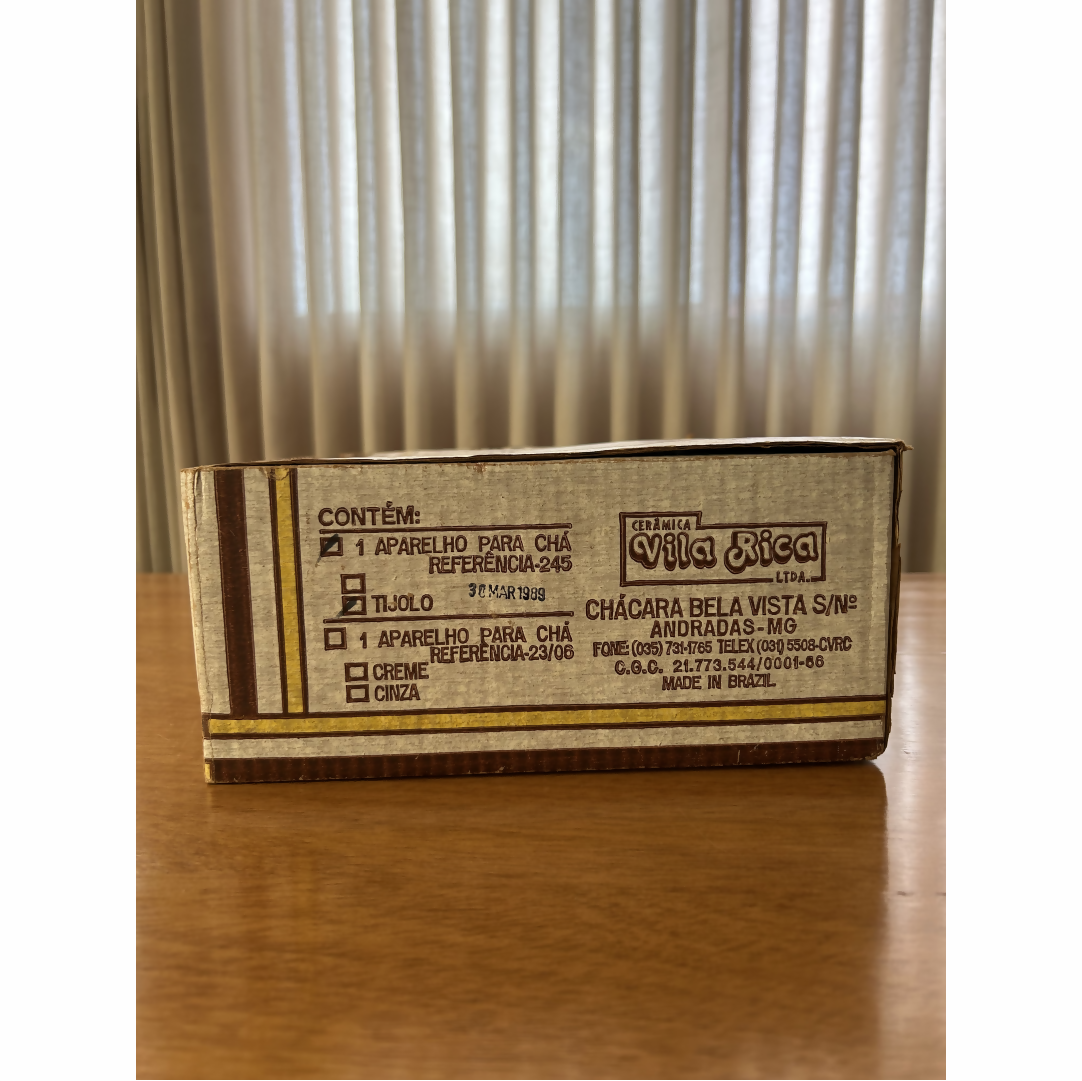 CONTÉM:
1 APARELHO PARA CHÁ
REFERÊNCIA-245
TIJOLO
30 MAR 1989
1 APARELHO PARA CHÁ
REFERÊNCIA-23/06
CREME
CINZA
CERÂMICA
Vila Rica
LTDA.
CHÁCARA BELA VISTA S/Nº
ANDRADAS-MG
FONE: (035) 731-1765 TELEX (031) 5508-CVRC
C.G.C. 21.773.544/0001-66
MADE IN BRAZIL